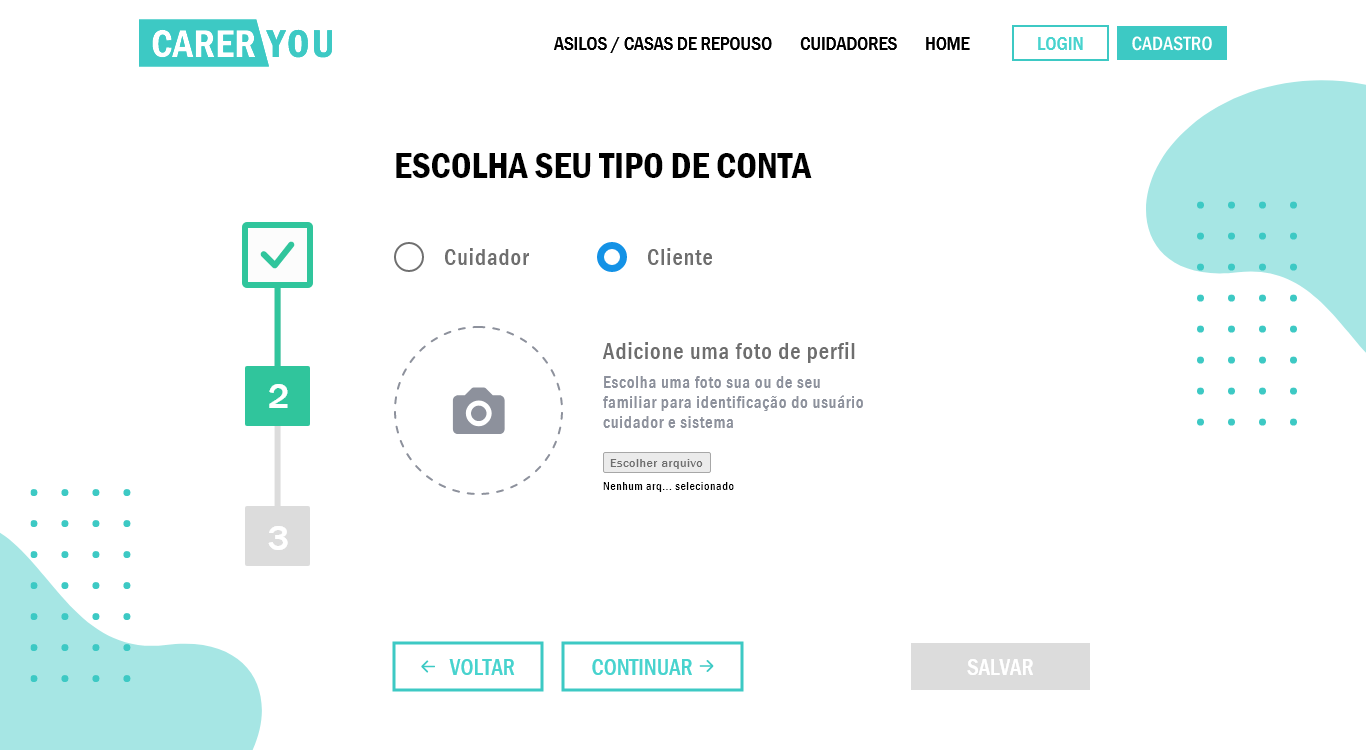 CARER YOU
ASILOS / CASAS DE REPOUSO CUIDADORES HOME LOGIN CADASTRO
ESCOLHA SEU TIPO DE CONTA
Cuidador Cliente
Adicione uma foto de perfil
Escolha uma foto sua ou de seu
familiar para identificação do usuário
cuidador e sistema
2
Escolher arquivo
Nenhum arq... selecionado
3
← VOLTAR CONTINUAR → SALVAR